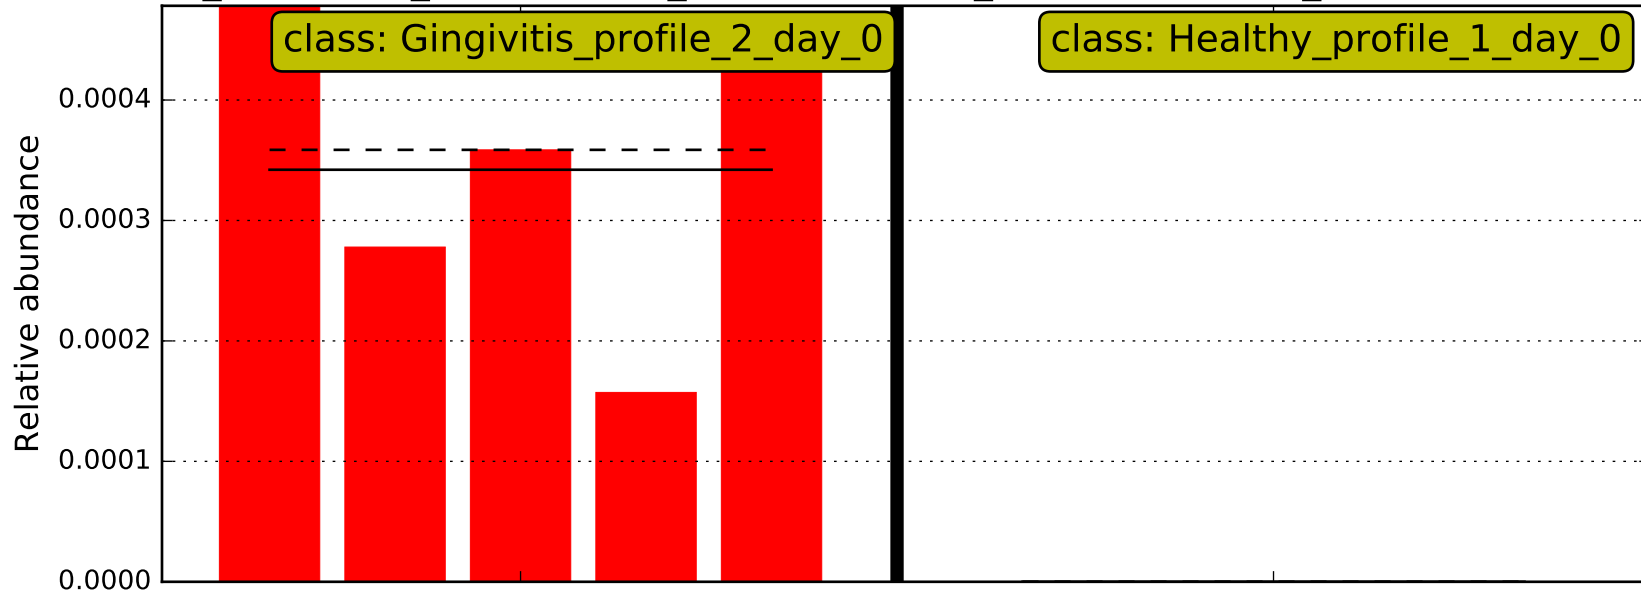 class: Gingivitis_profile_2_day_0
class: Healthy_profile_1_day_0
Relative abundance
0.0004
0.0003
0.0002
0.0001
0.0000